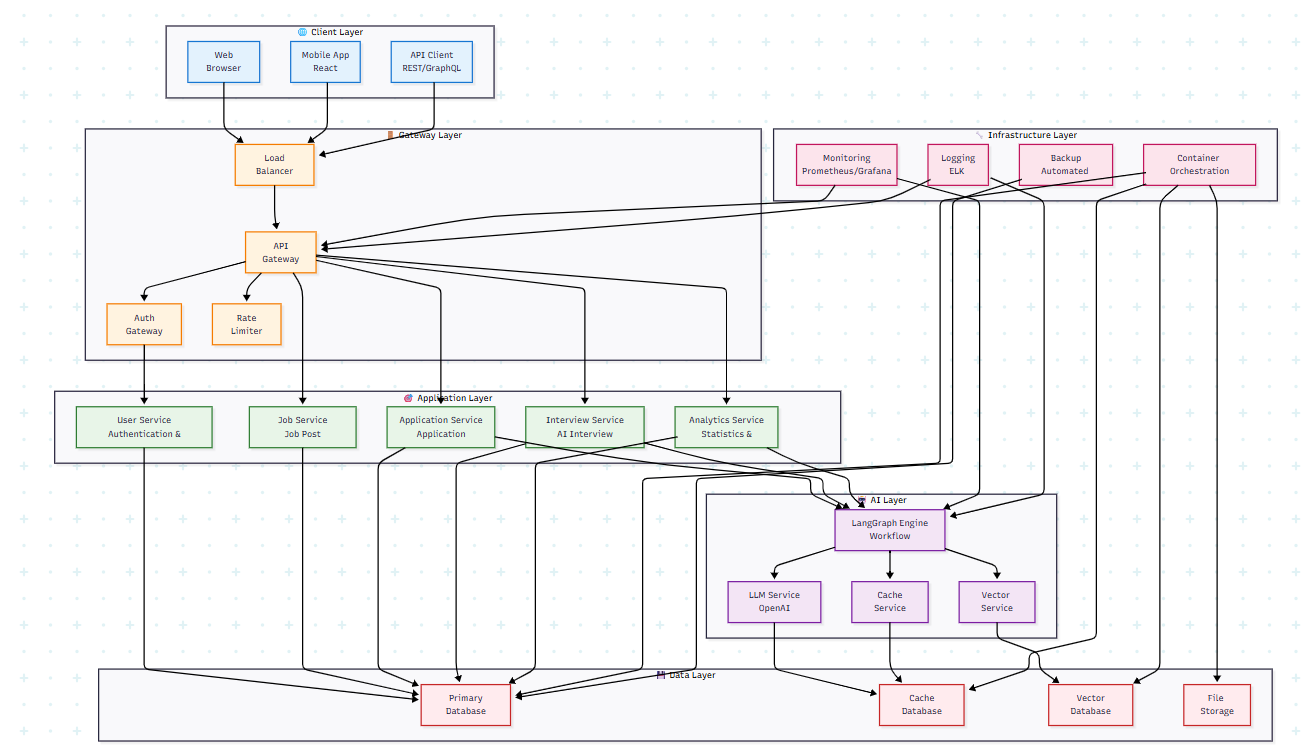 Client Layer
Web
Browser
Mobile App
React
API Client
REST/GraphQL
Gateway Layer
Load
Balancer
API
Gateway
Auth
Gateway
Rate
Limiter
Infrastructure Layer
Monitoring
Prometheus/Grafana
Logging
ELK
Backup
Automated
Container
Orchestration
Application Layer
User Service
Authentication &
Job Service
Job Post
Application Service
Application
Interview Service
AI Interview
Analytics Service
Statistics &
AI Layer
LangGraph Engine
Workflow
LLM Service
OpenAI
Cache
Service
Vector
Service
Data Layer
Primary
Database
Cache
Database
Vector
Database
File
Storage